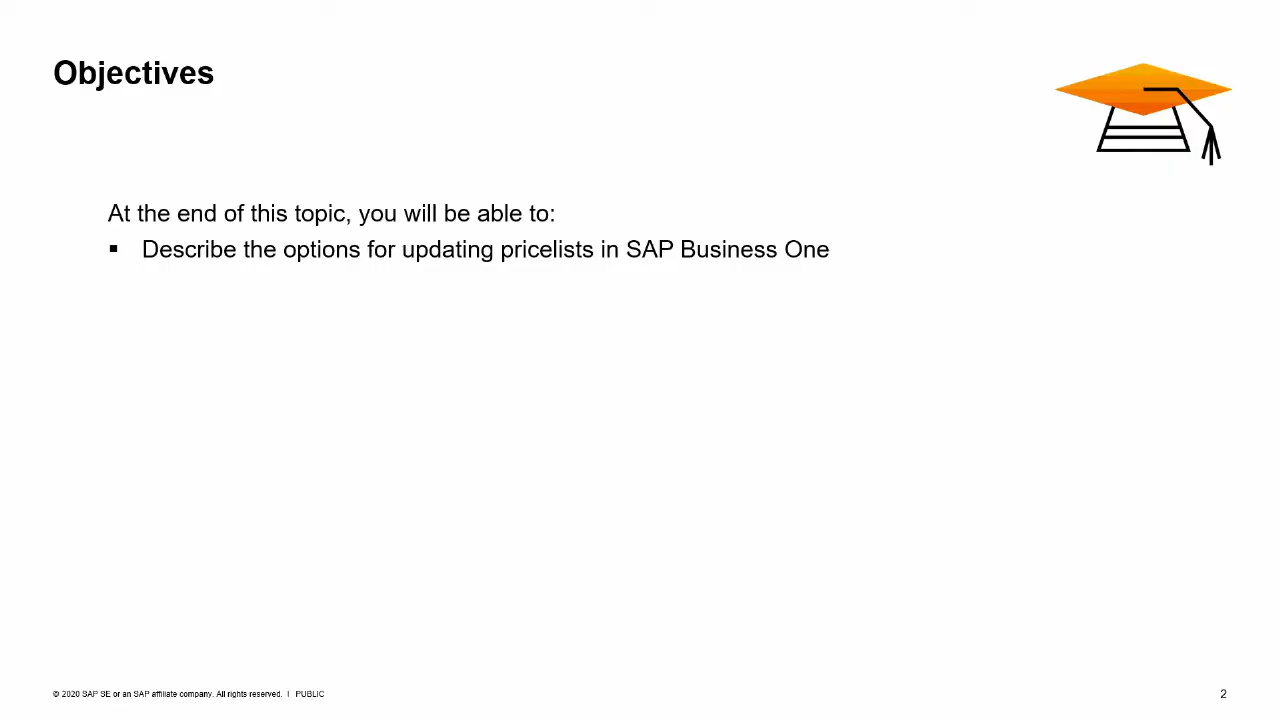 Objectives
At the end of this topic, you will be able to:
▪ Describe the options for updating pricelists in SAP Business One
© 2020 SAP SE or an SAP affiliate company. All rights reserved. I PUBLIC
2